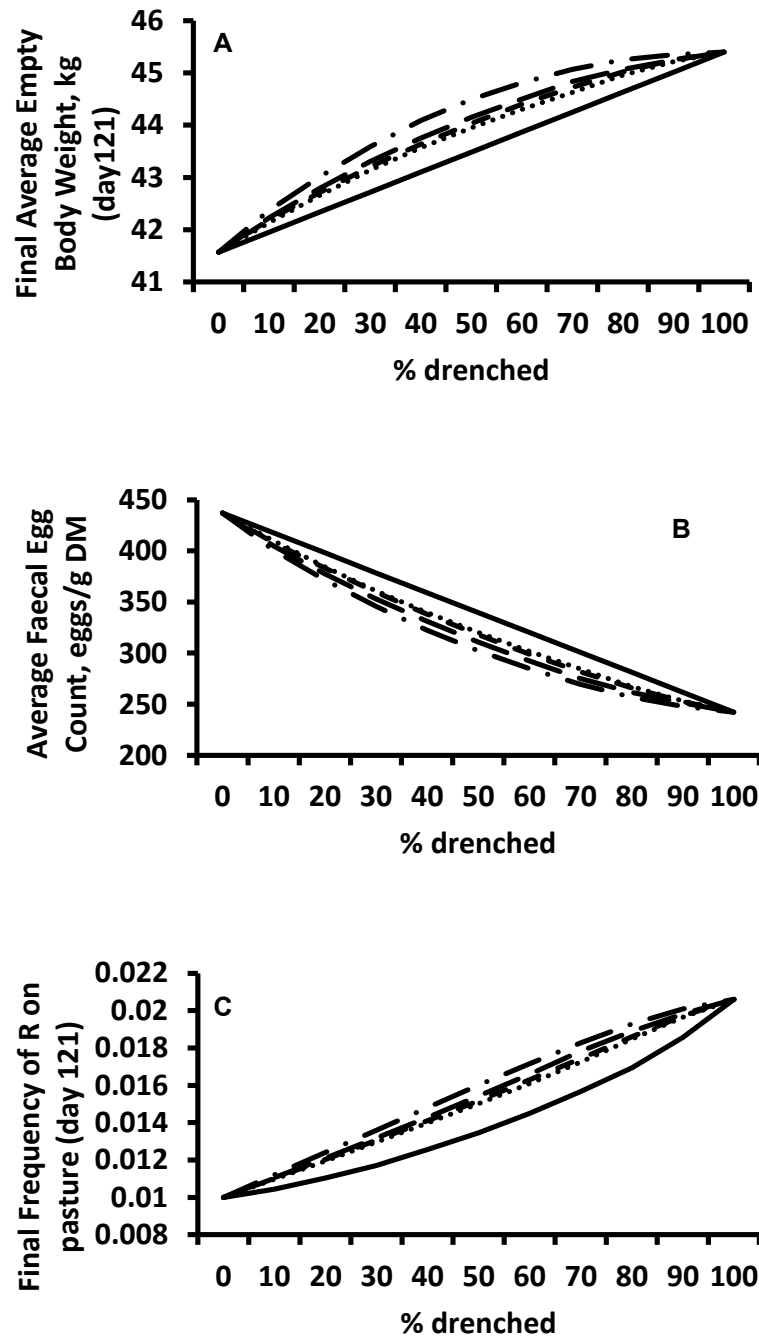 A
Final Average Empty
Body Weight, kg
(day121)
46
45
44
43
42
41
0 10 20 30 40 50 60 70 80 90 100
% drenched
B
Average Faecal Egg
Count, eggs/g DM
450
400
350
300
250
200
0 10 20 30 40 50 60 70 80 90 100
% drenched
C
Final Frequency of R on
pasture (day 121)
0.022
0.02
0.018
0.016
0.014
0.012
0.01
0.008
0 10 20 30 40 50 60 70 80 90 100
% drenched